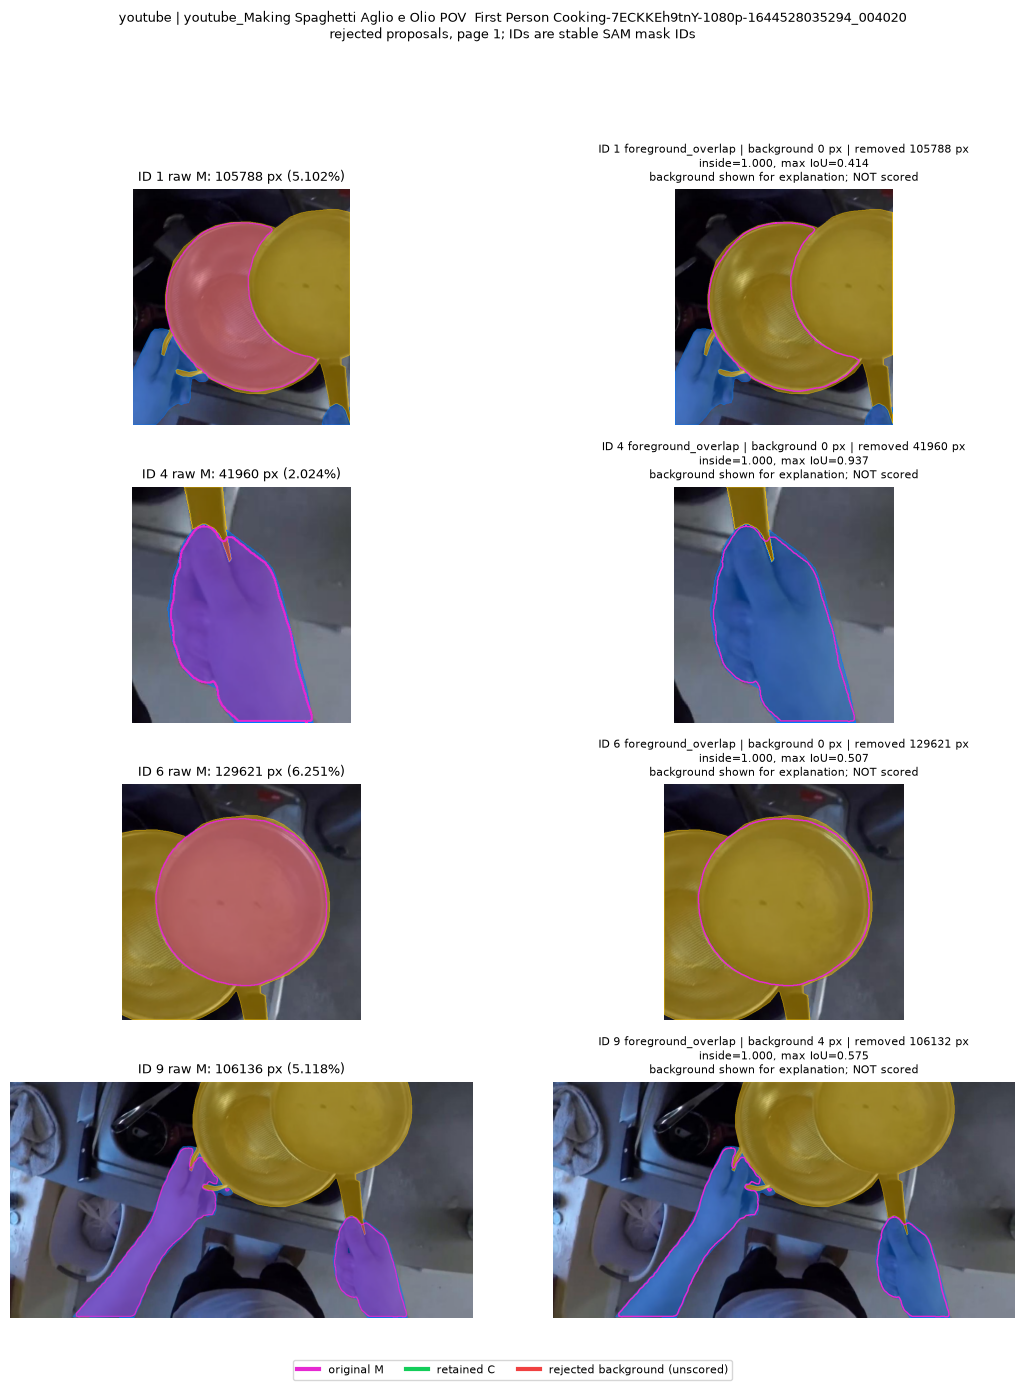 youtube | youtube_Making Spaghetti Aglio e Olio POV  First Person Cooking-7ECKKEh9tnY-1080p-1644528035294_004020
rejected proposals, page 1; IDs are stable SAM mask IDs
ID 1 raw M: 105788 px (5.102%)
ID 1 foreground_overlap | background 0 px | removed 105788 px
inside=1.000, max IoU=0.414
background shown for explanation; NOT scored
ID 4 raw M: 41960 px (2.024%)
ID 4 foreground_overlap | background 0 px | removed 41960 px
inside=1.000, max IoU=0.937
background shown for explanation; NOT scored
ID 6 raw M: 129621 px (6.251%)
ID 6 foreground_overlap | background 0 px | removed 129621 px
inside=1.000, max IoU=0.507
background shown for explanation; NOT scored
ID 9 raw M: 106136 px (5.118%)
ID 9 foreground_overlap | background 4 px | removed 106132 px
inside=1.000, max IoU=0.575
background shown for explanation; NOT scored
original M
retained C
rejected background (unscored)